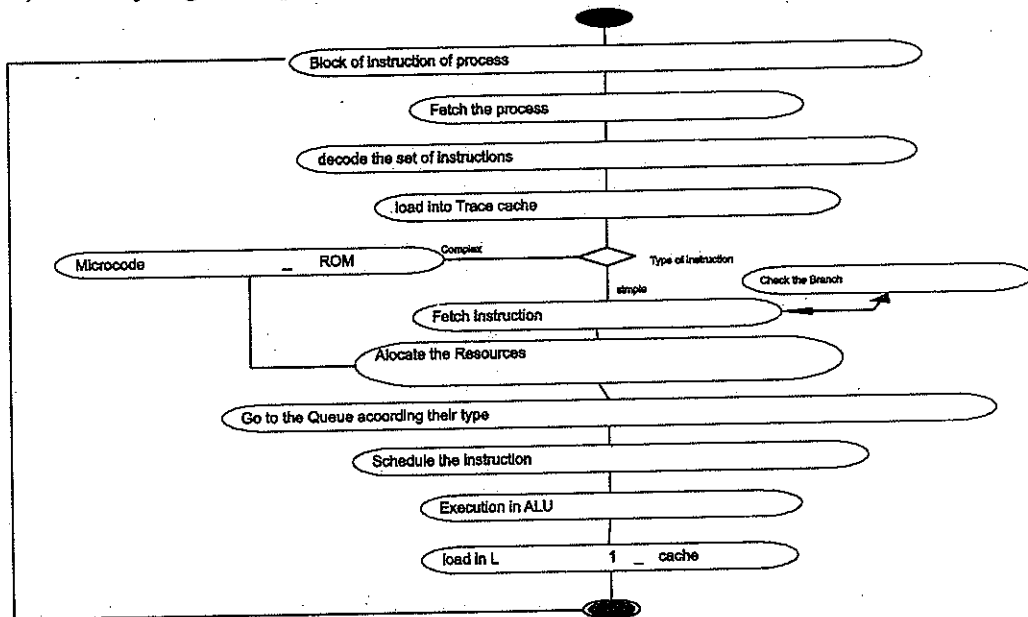 Block of instruction of process
Fetch the process
decode the set of instructions
load into Trace cache
Complex
Microcode _ ROM
Type of instruction
simple
Check the Branch
Fetch instruction
Alocate the Resources
Go to the Queue acoording their type
Schedule the instruction
Execution in ALU
load in L 1 _ cache